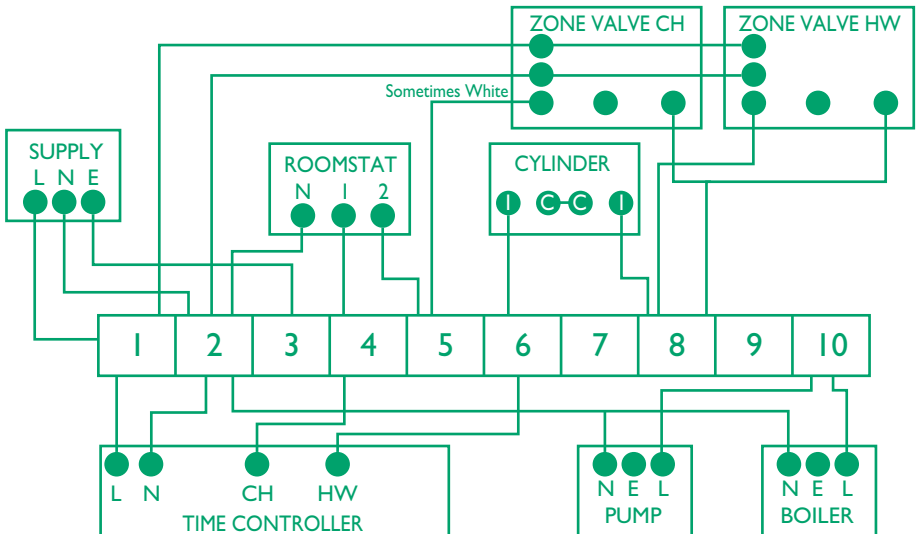 ZONE VALVE CH
ZONE VALVE HW
Sometimes White
SUPPLY
L N E
ROOMSTAT
N 1 2
CYLINDER
1 C C 1
1 2 3 4 5 6 7 8 9 10
L N CH HW
TIME CONTROLLER
N E L
PUMP
N E L
BOILER